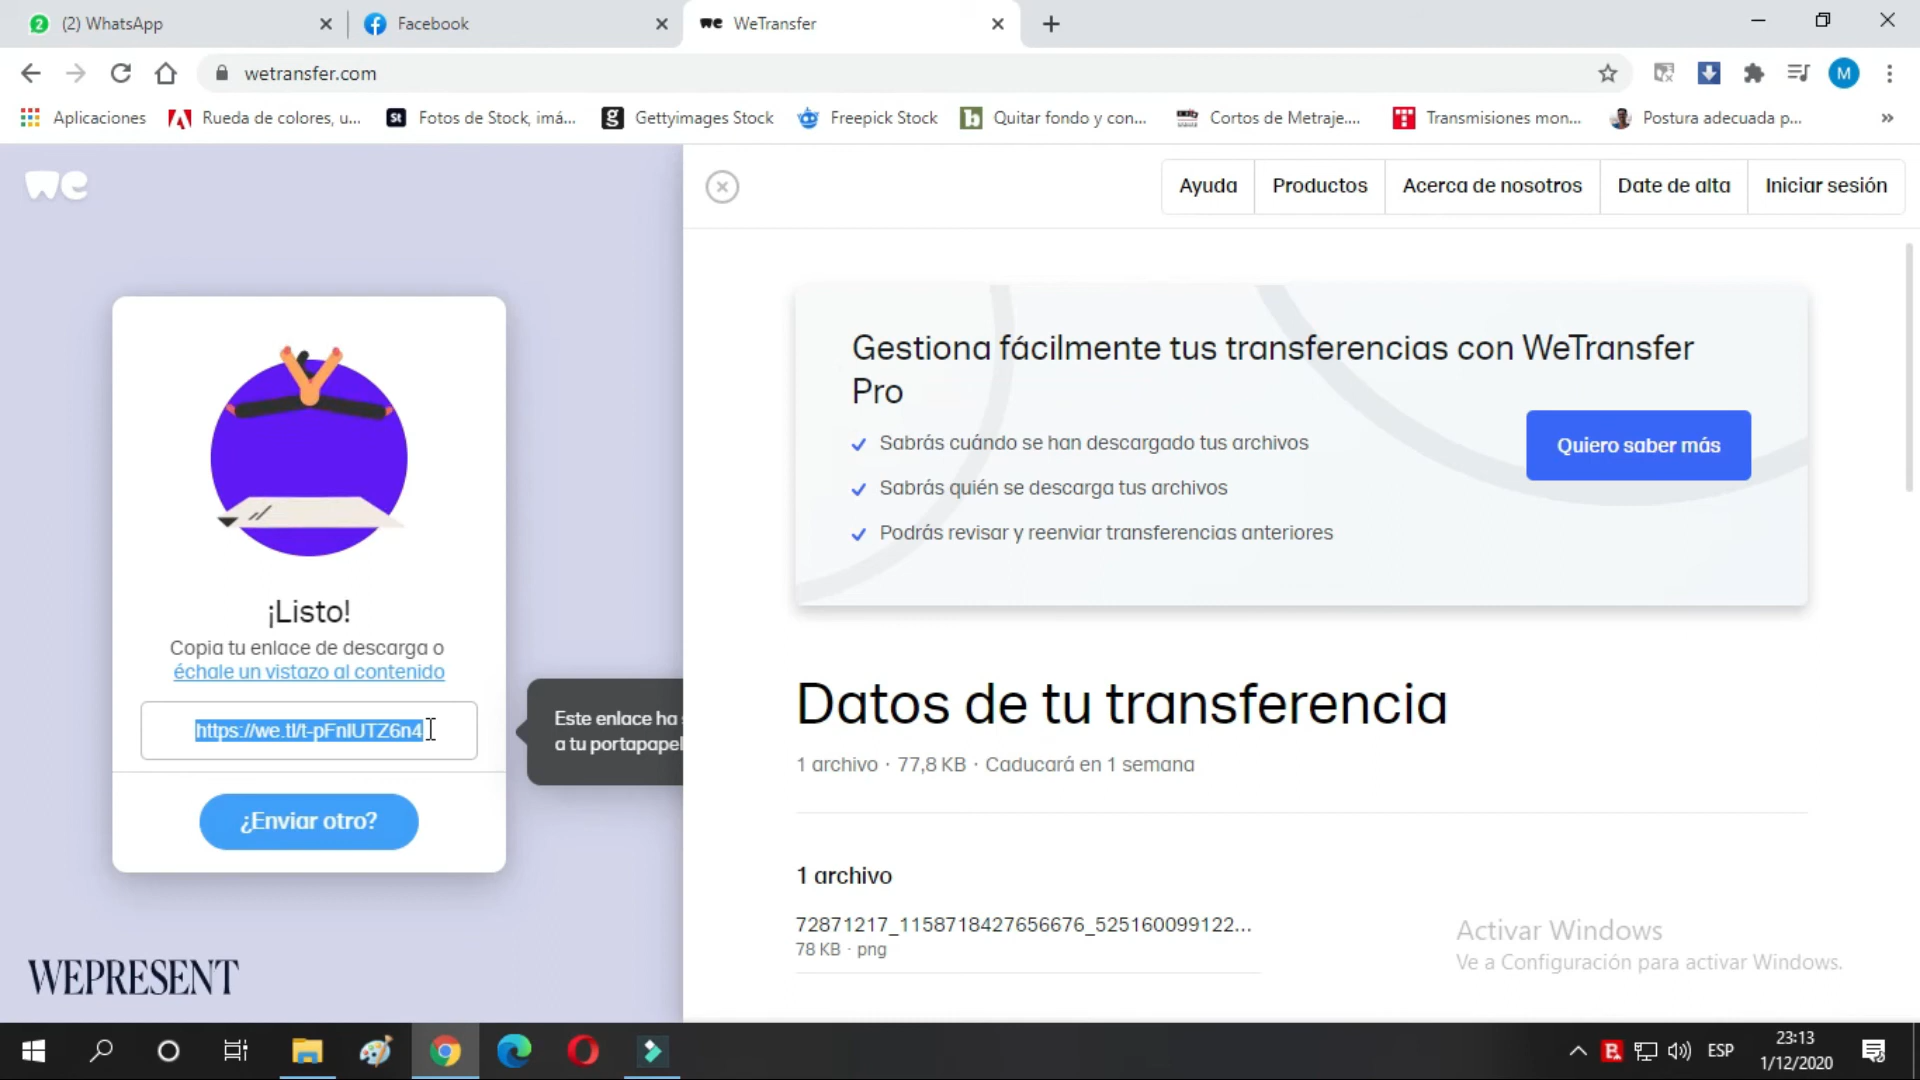 (2) WhatsApp
Facebook
WeTransfer
wetransfer.com
M
Aplicaciones
Rueda de colores, u...
Fotos de Stock, imá...
Gettyimages Stock
Freepick Stock
Quitar fondo y con...
Cortos de Metraje....
Transmisiones mon...
Postura adecuada p...
we
Ayuda
Productos
Acerca de nosotros
Date de alta
Iniciar sesión
Gestiona fácilmente tus transferencias con WeTransfer
Pro
Sabrás cuándo se han descargado tus archivos
Sabrás quién se descarga tus archivos
Podrás revisar y reenviar transferencias anteriores
Quiero saber más
¡Listo!
Copia tu enlace de descarga o
échale un vistazo al contenido
https://we.tl/t-pFnIUTZ6n4
Este enlace ha
a tu portapapel
¿Enviar otro?
Datos de tu transferencia
1 archivo · 77,8 KB · Caducará en 1 semana
1 archivo
72871217_1158718427656676_525160099122...
78 KB · png
Activar Windows
Ve a Configuración para activar Windows.
WEPRESENT
ESP
23:13
1/12/2020